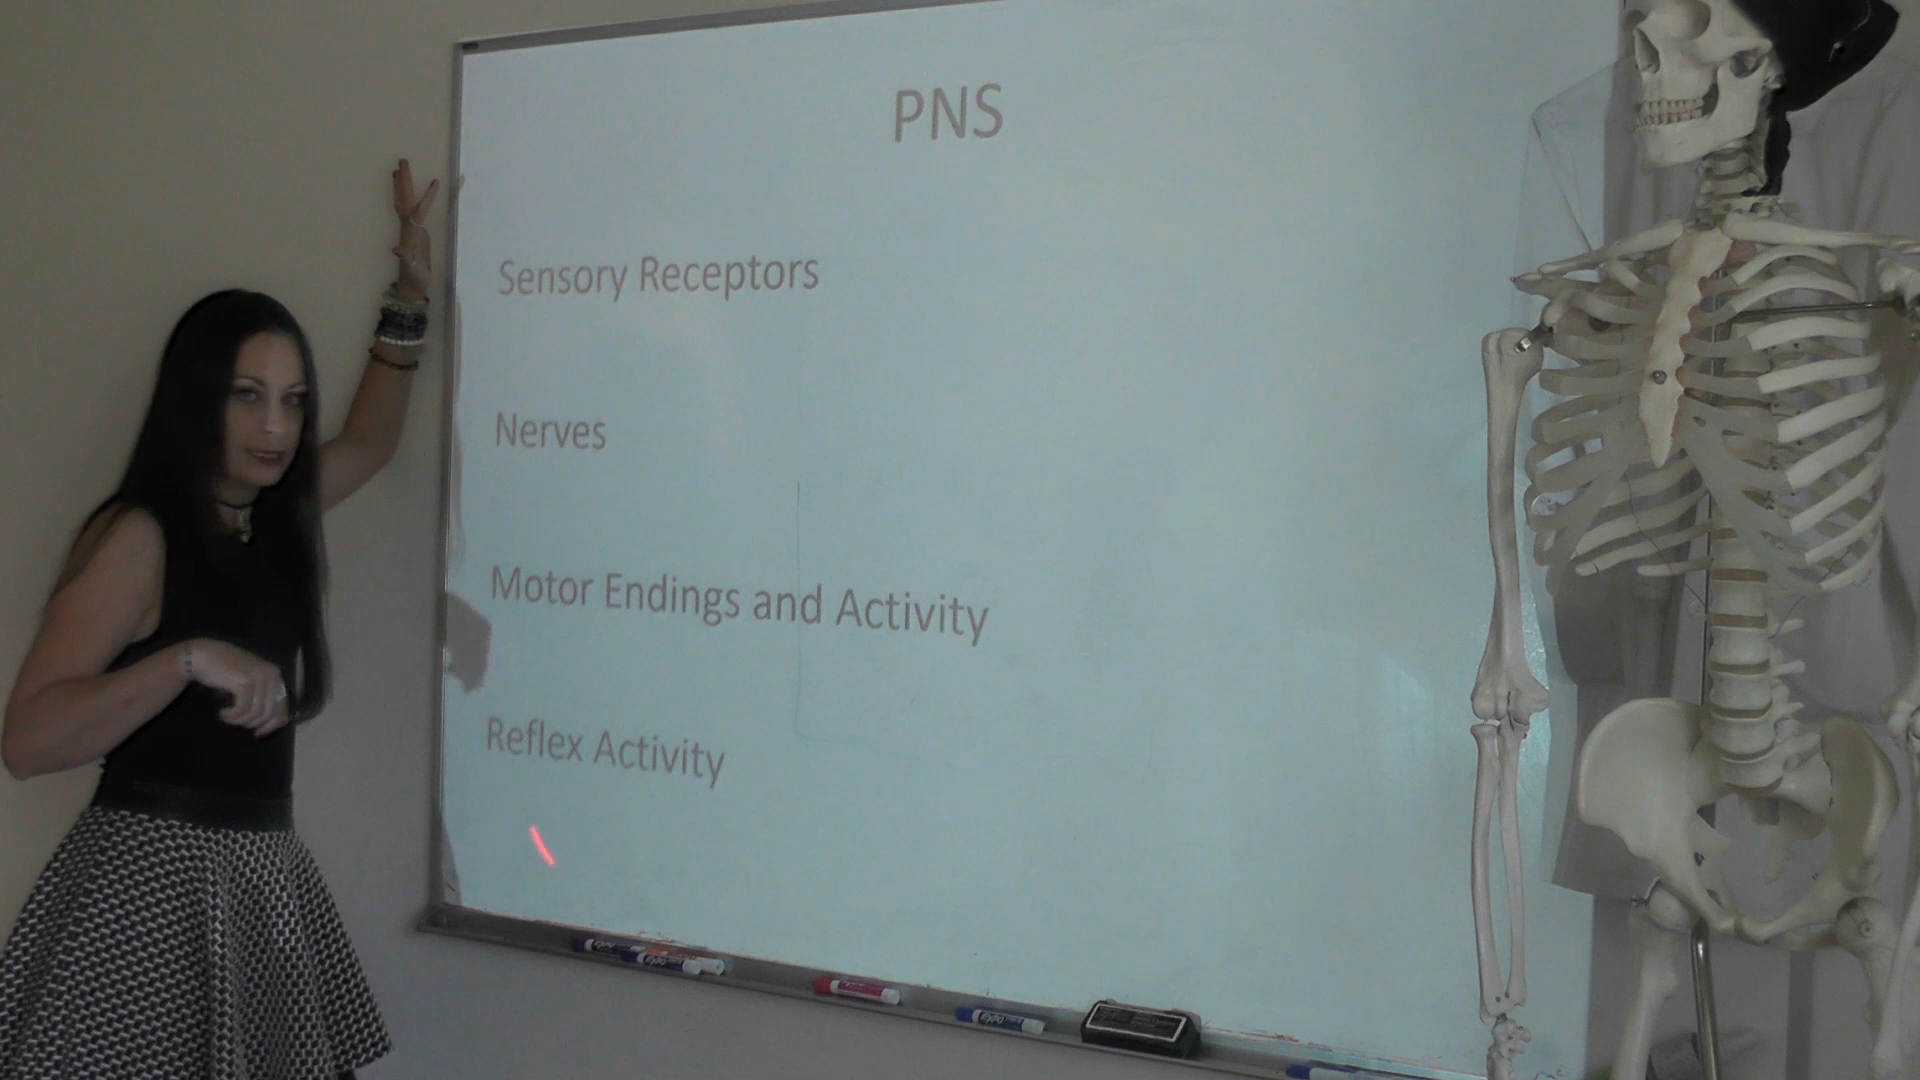 PNS
Sensory Receptors
Nerves
Motor Endings and Activity
Reflex Activity